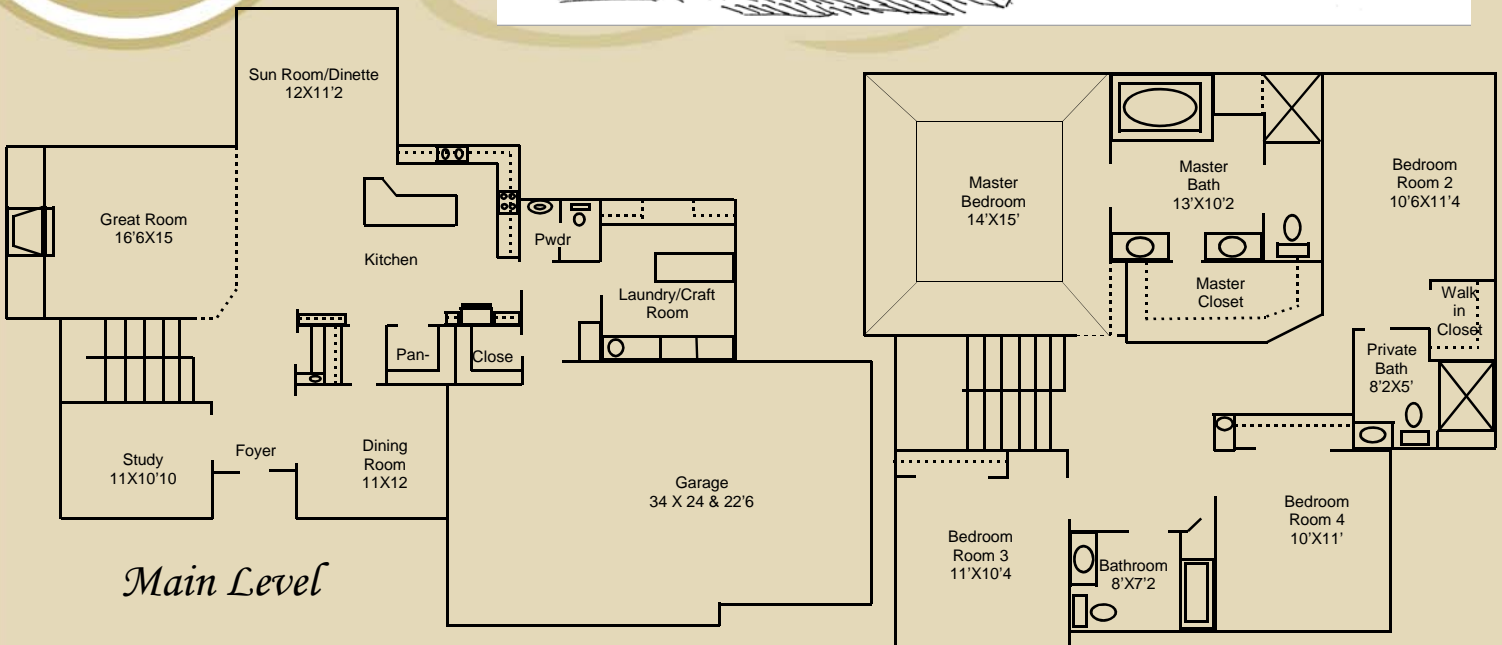 Sun Room/Dinette
12X11'2
Great Room
16'6X15
Kitchen
Pwdr
Laundry/Craft
Room
Pan-
Close
Study
11X10'10
Foyer
Dining
Room
11X12
Garage
34 X 24 & 22'6
Main Level
Master
Bedroom
14'X15'
Master
Bath
13'X10'2
Bedroom
Room 2
10'6X11'4
Master
Closet
Walk
in
Closet
Private
Bath
8'2X5'
Bedroom
Room 3
11'X10'4
Bathroom
8'X7'2
Bedroom
Room 4
10'X11'